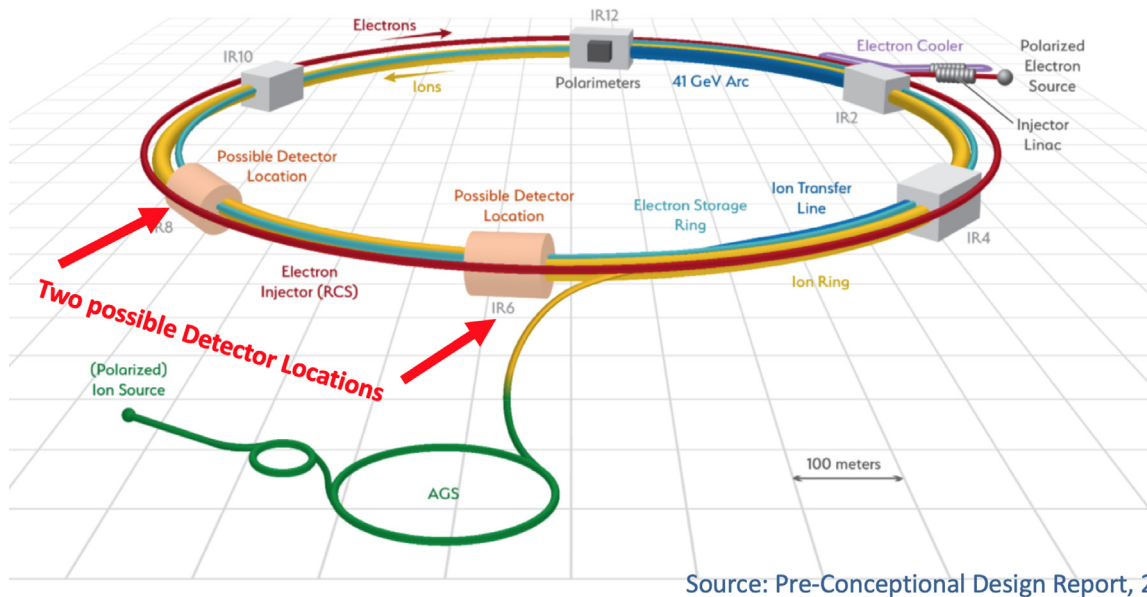 IR12
Electrons
IR10
Ions
Polarimeters
41 GeV Arc
Electron Cooler
Polarized
Electron
Source
IR2
Injector
Linac
Possible Detector
Location
Possible Detector
Location
Ion Transfer
Line
Electron Storage
Ring
R8
IR4
Electron
Injector (RCS)
Ion Ring
IR6
Two possible Detector Locations
(Polarized)
Ion Source
AGS
100 meters
Source: Pre-Conceptual Design Report, 2